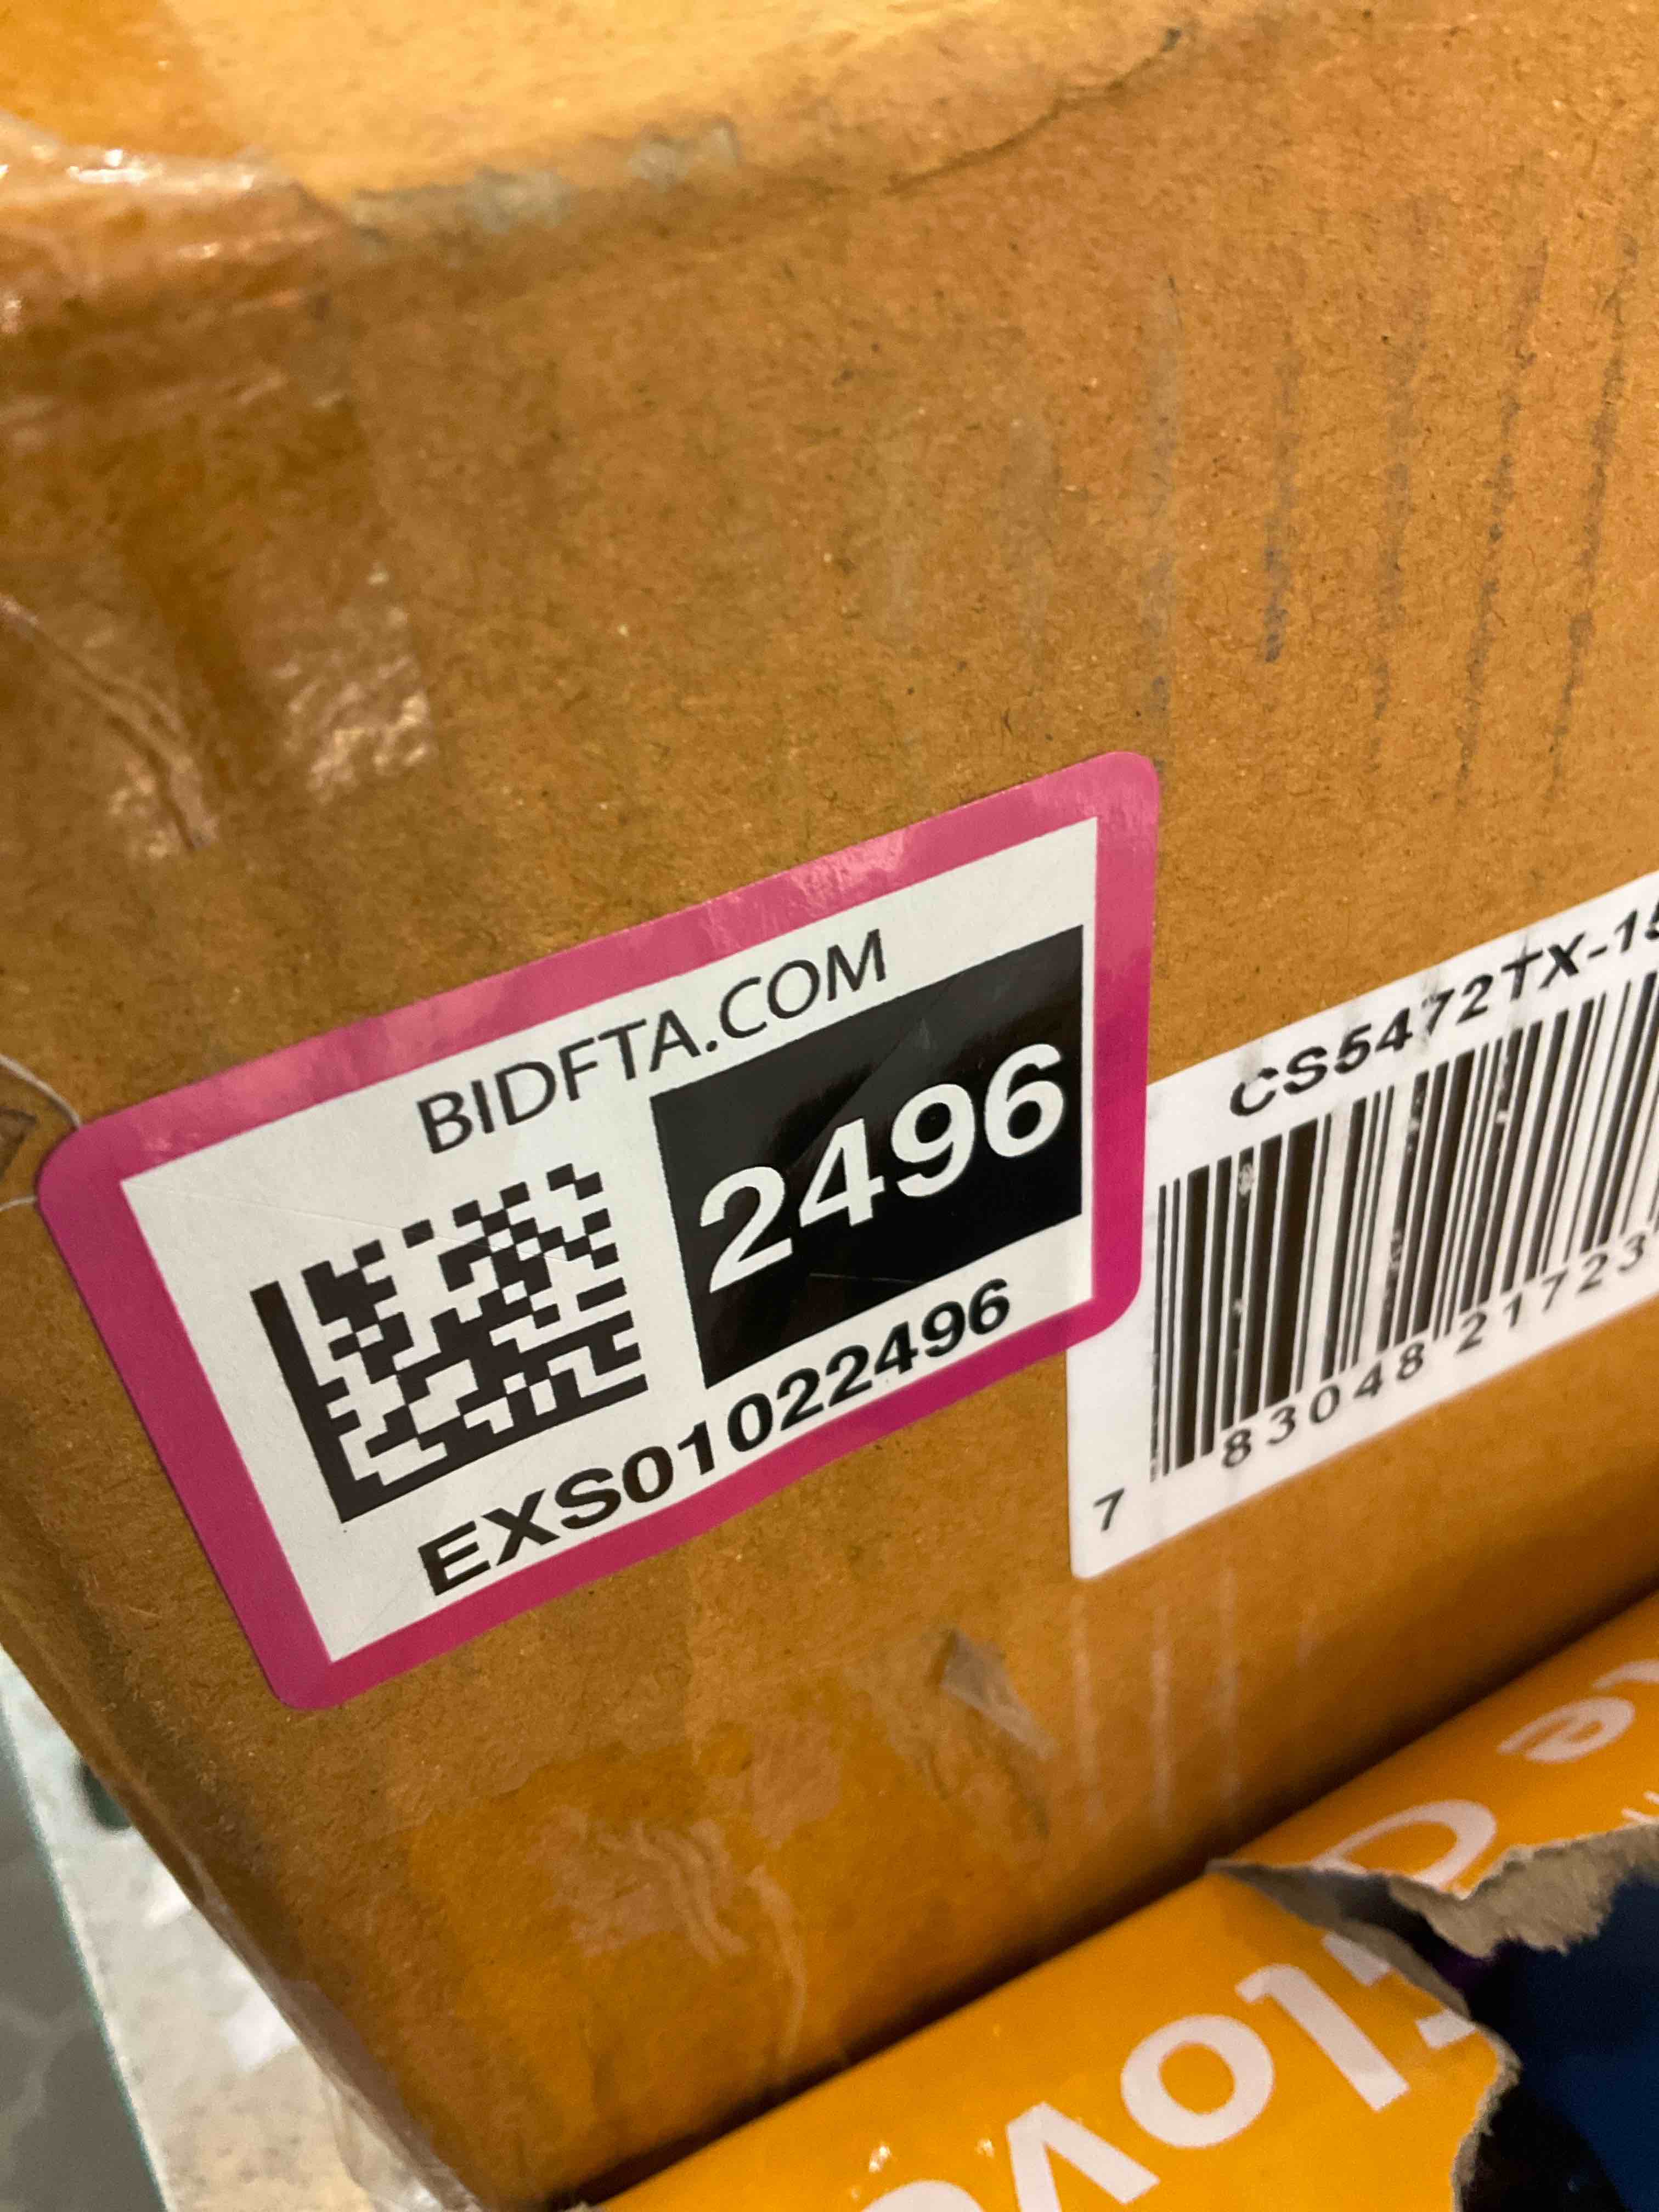 BIDFTA.COM
2496
EXS01022496
CS5472TX-15
7 83048 21723